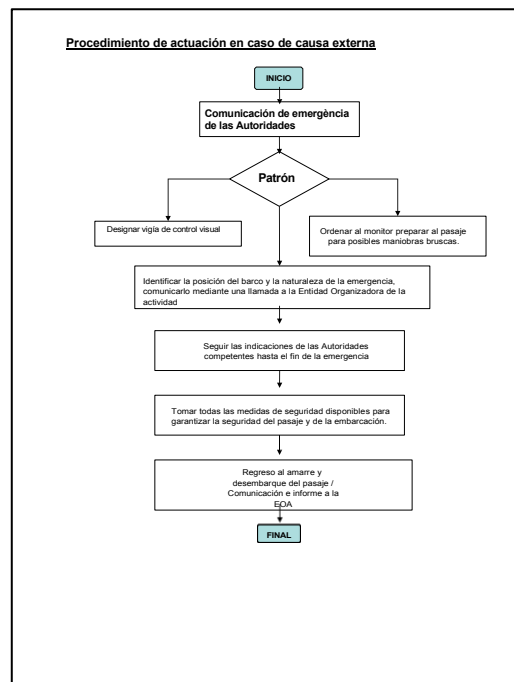 Procedimiento de actuación en caso de causa externa
INICIO
Comunicación de emergència
de las Autoridades
Patrón
Designar vigía de control visual
Ordenar al monitor preparar al pasaje
para posibles maniobras bruscas.
Identificar la posición del barco y la naturaleza de la emergencia,
comunicarlo mediante una llamada a la Entidad Organizadora de la
actividad
Seguir las indicaciones de las Autoridades
competentes hasta el fin de la emergencia
Tomar todas las medidas de seguridad disponibles para
garantizar la seguridad del pasaje y de la embarcación.
Regreso al amarre y
desembarque del pasaje /
Comunicación e informe a la
EOA
FINAL